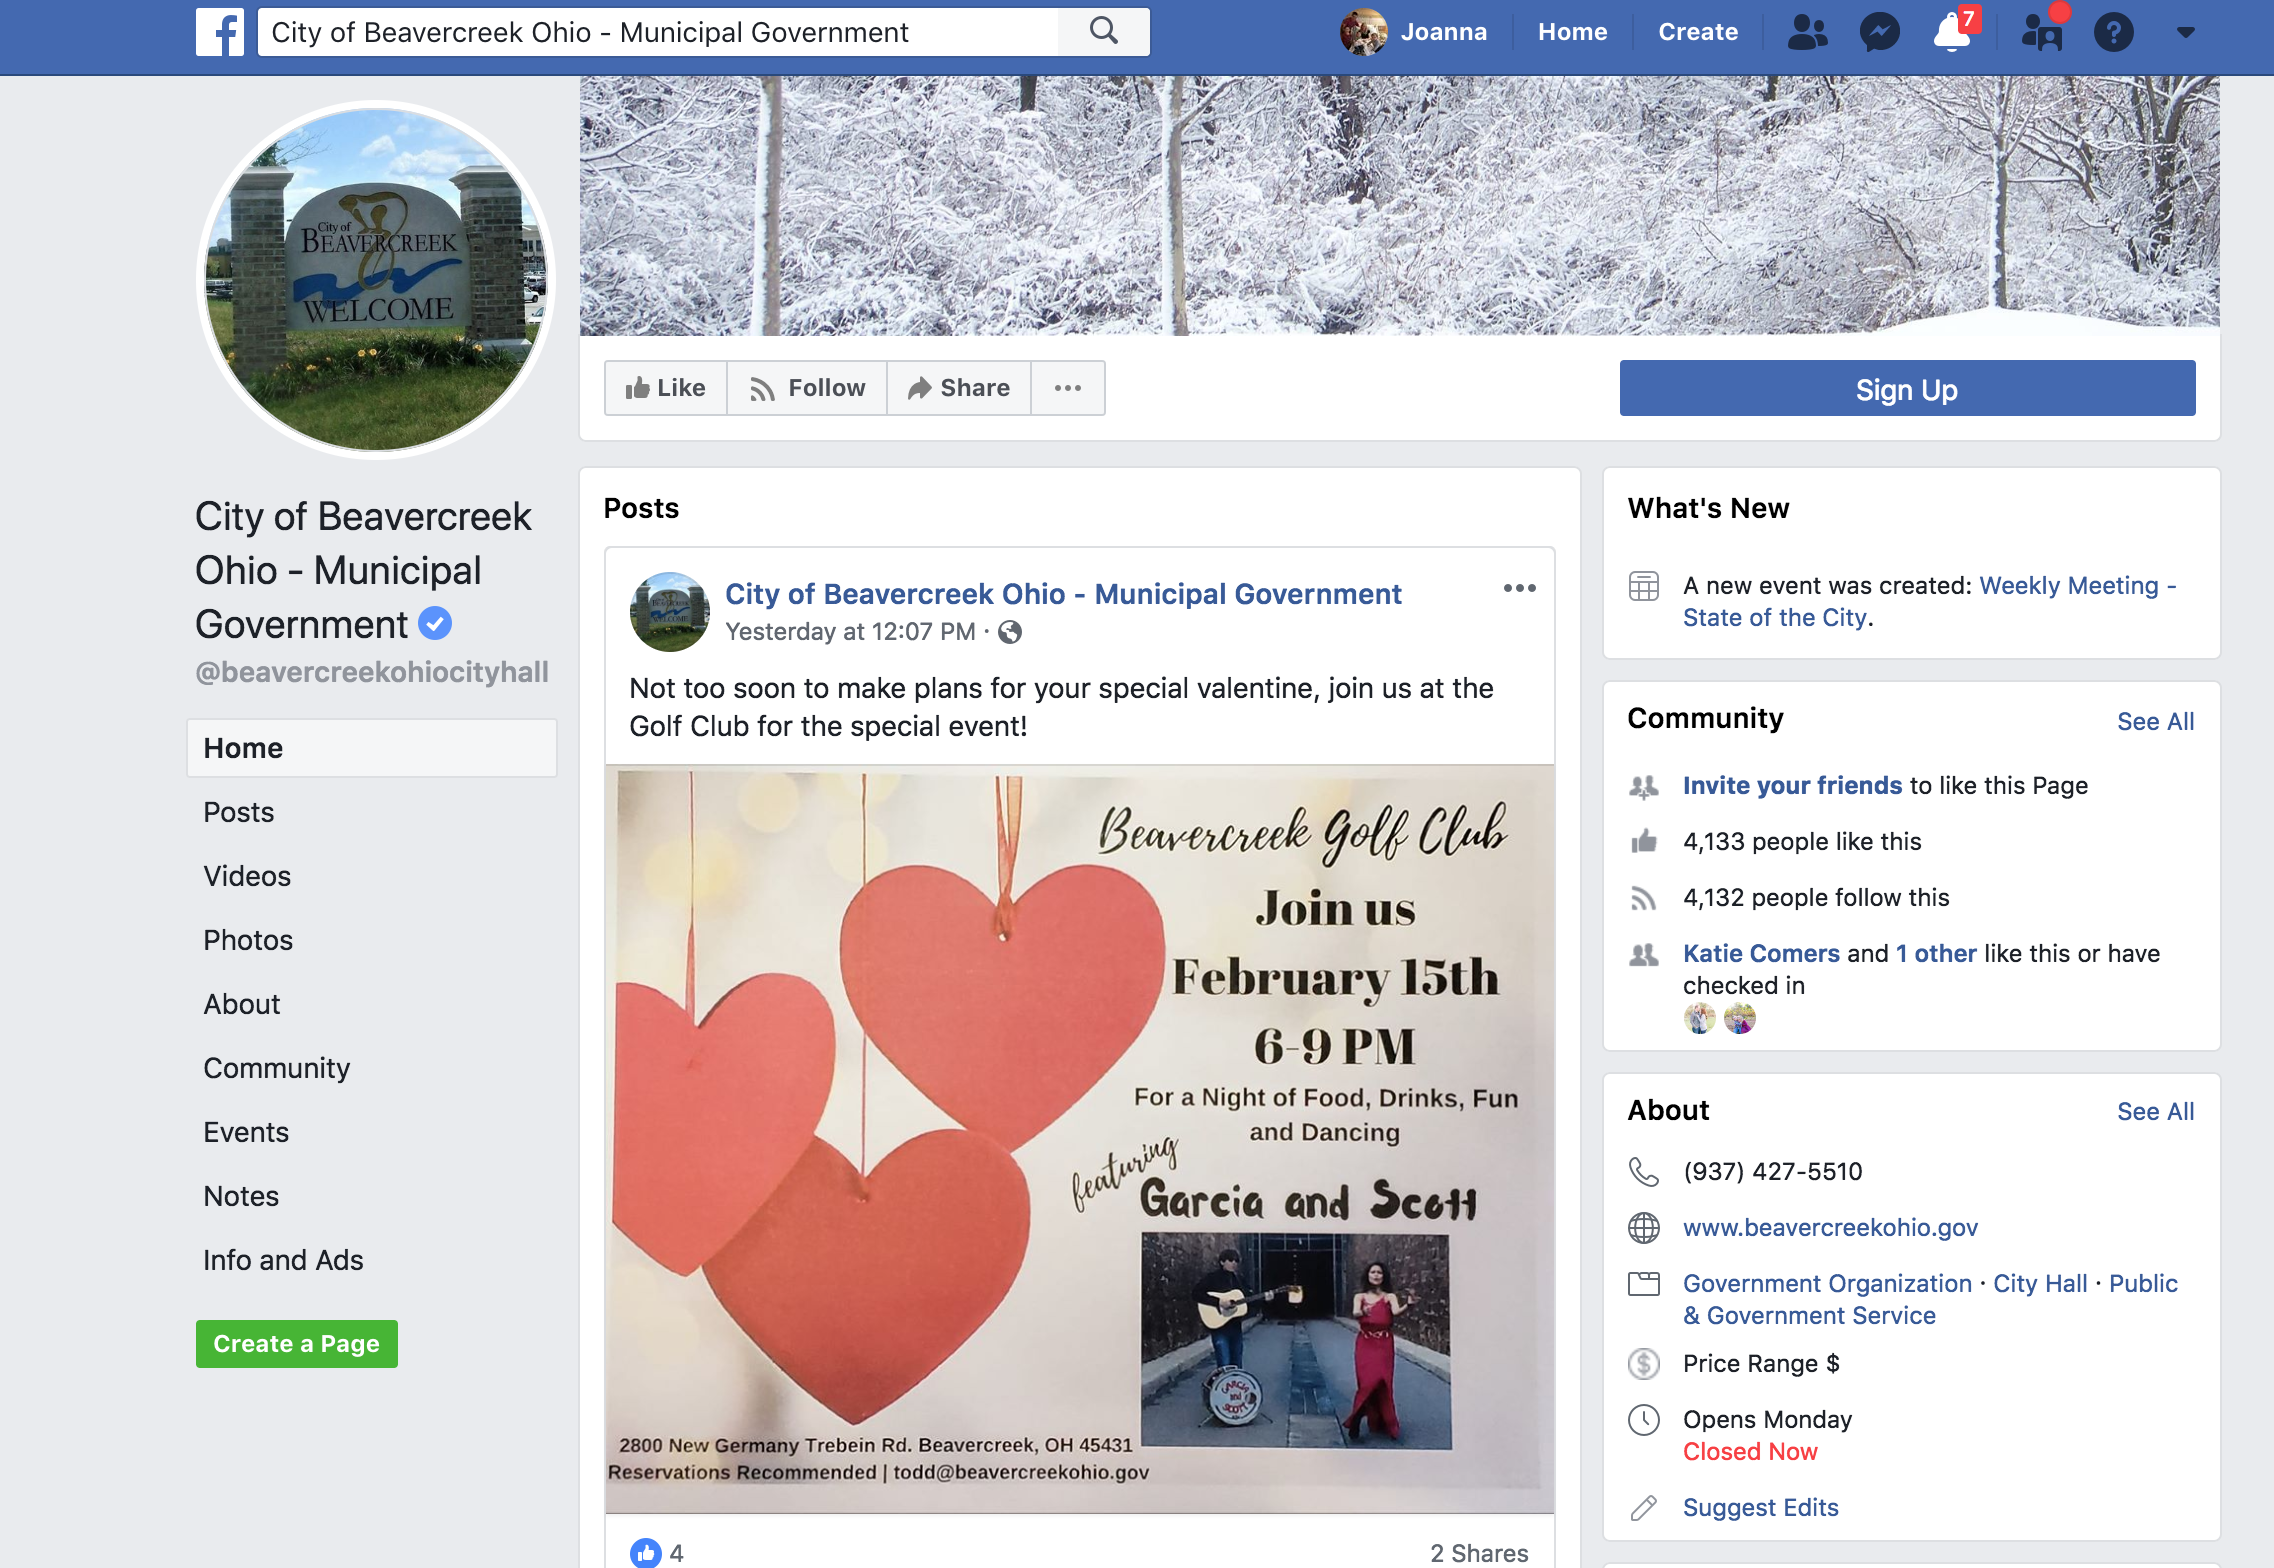 City of Beavercreek Ohio - Municipal Government
Joanna
Home
Create
7
City of
BEAVERCREEK
WELCOME
Like
Follow
Share
Sign Up
City of Beavercreek
Ohio - Municipal
Government
@beavercreekohiocityhall
Home
Posts
Videos
Photos
About
Community
Events
Notes
Info and Ads
Create a Page
Posts
City of Beavercreek Ohio - Municipal Government
Yesterday at 12:07 PM ·
Not too soon to make plans for your special valentine, join us at the
Golf Club for the special event!
Beavercreek Golf Club
Join us
February 15th
6-9 PM
For a Night of Food, Drinks, Fun
and Dancing
featuring
Garcia and Scott
GARCIA
and
SCOTT
2800 New Germany Trebein Rd. Beavercreek, OH 45431
Reservations Recommended | todd@beavercreekohio.gov
4
2 Shares
What's New
A new event was created: Weekly Meeting -
State of the City.
Community
See All
Invite your friends to like this Page
4,133 people like this
4,132 people follow this
Katie Comers and 1 other like this or have
checked in
About
See All
(937) 427-5510
www.beavercreekohio.gov
Government Organization · City Hall · Public
& Government Service
Price Range $
Opens Monday
Closed Now
Suggest Edits